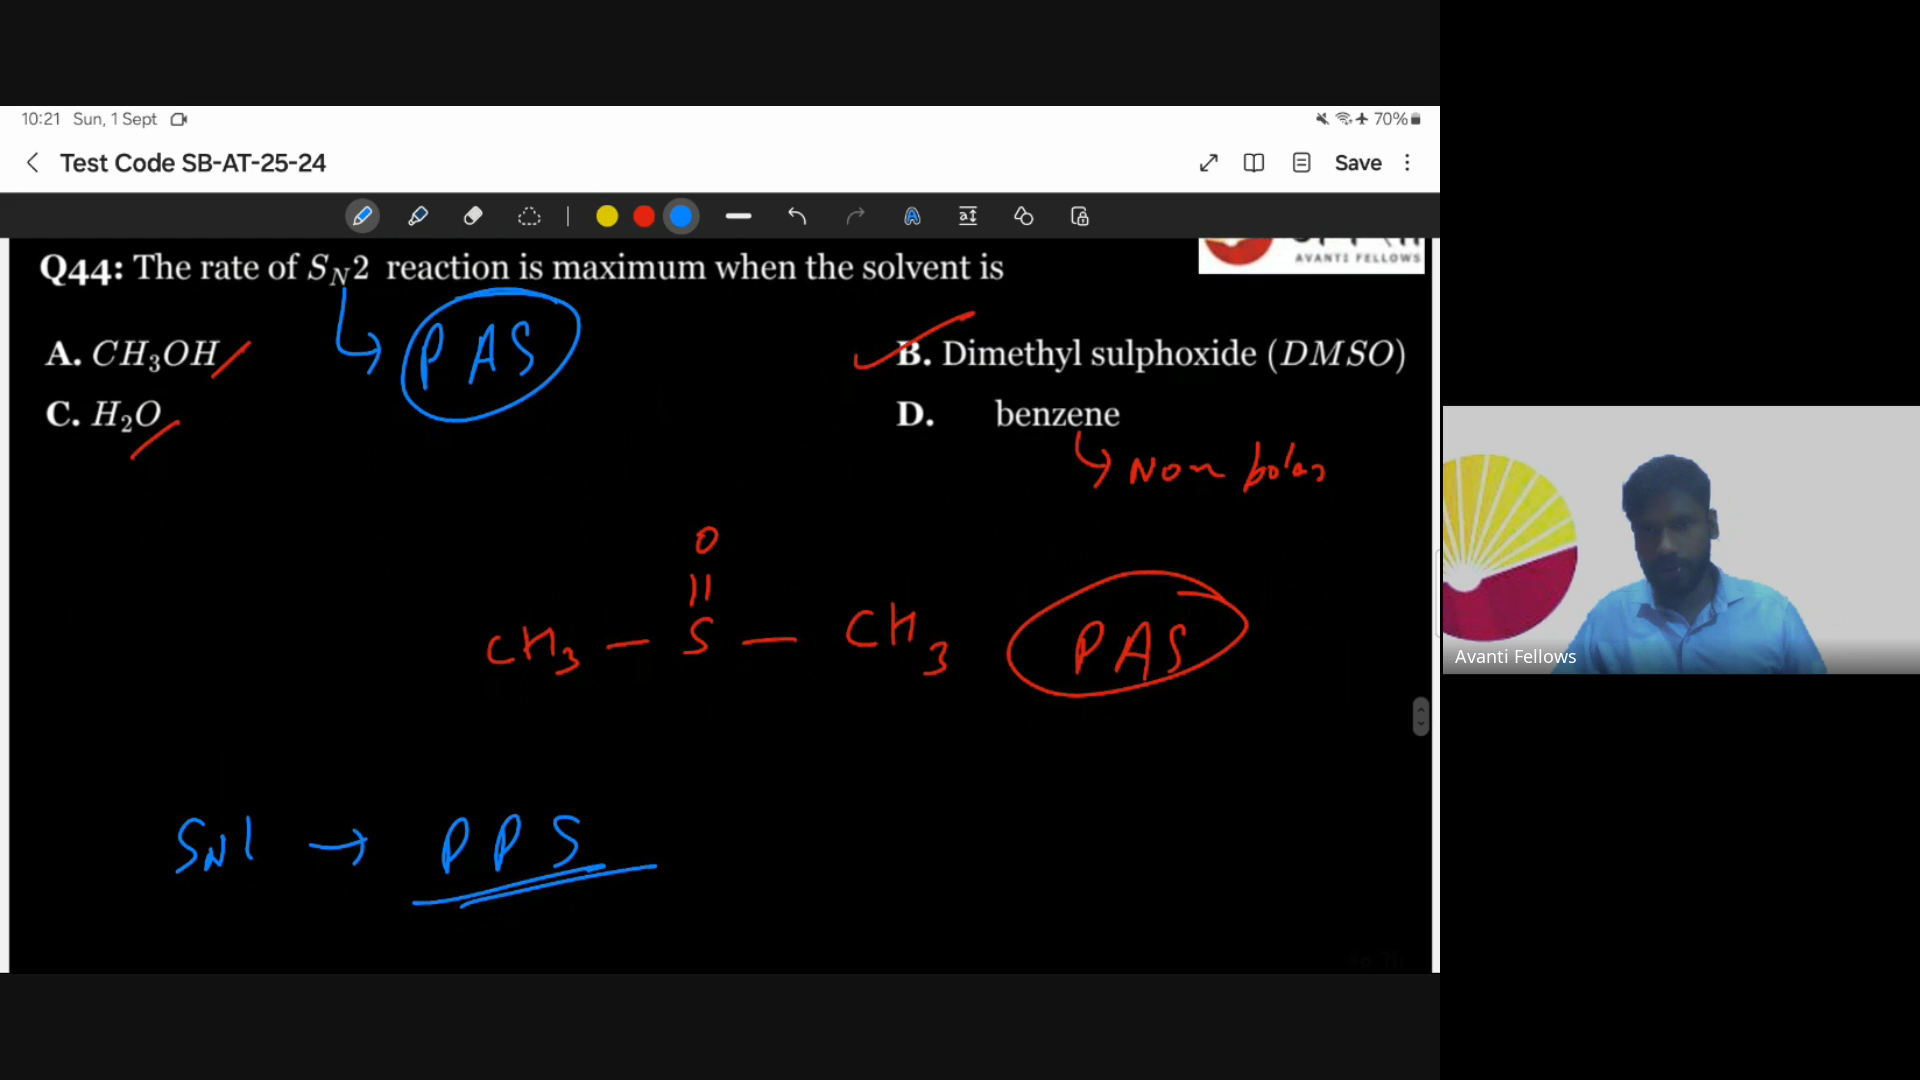 10:21 Sun, 1 Sept
70%
Test Code SB-AT-25-24
Save
AVANTI FELLOWS
Q44: The rate of S_N2 reaction is maximum when the solvent is
PAS
A. CH₃OH
B. Dimethyl sulphoxide (DMSO)
C. H₂O
D. benzene
Non polar
O
||
CH₃ — S — CH₃
PAS
S_N1 → PPS
Avanti Fellows